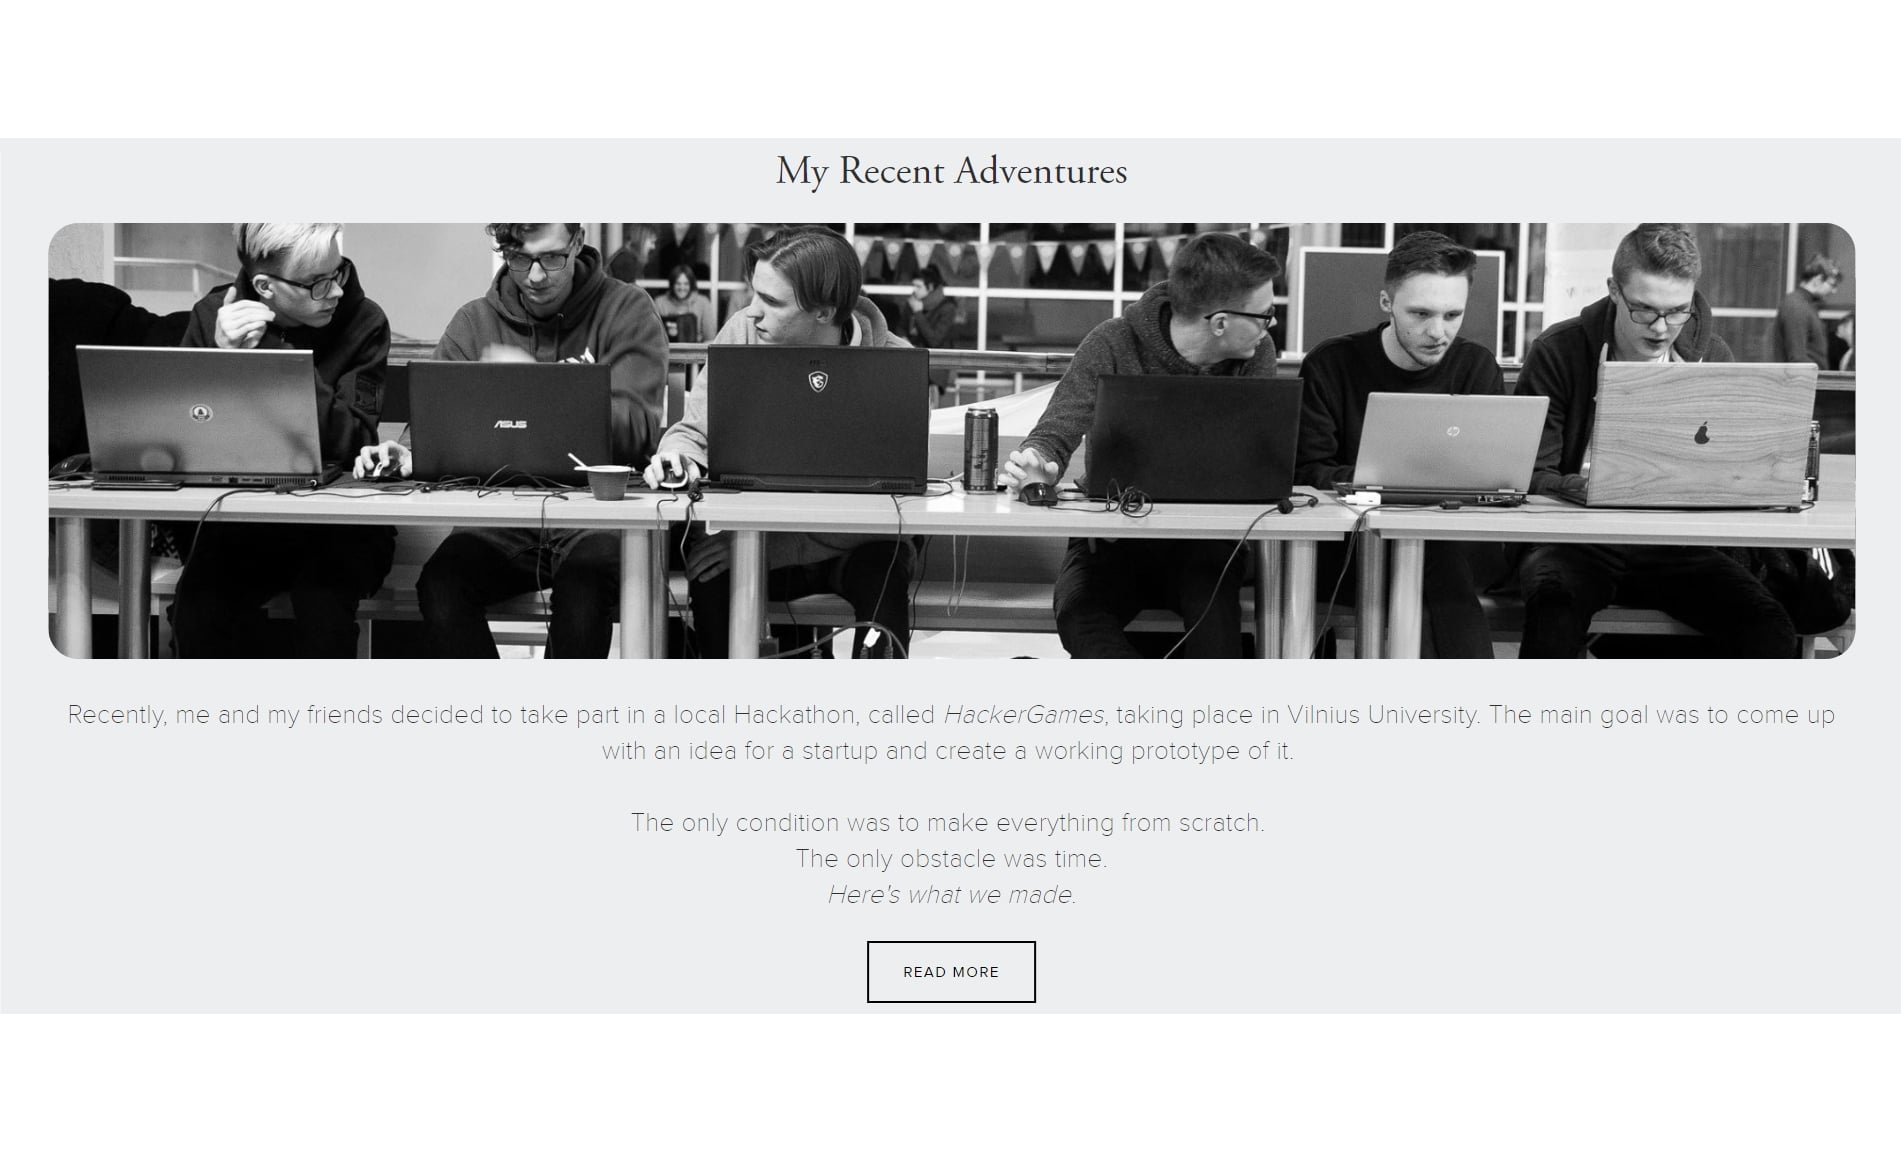 My Recent Adventures
ASUS
hp
Recently, me and my friends decided to take part in a local Hackathon, called HackerGames, taking place in Vilnius University. The main goal was to come up
with an idea for a startup and create a working prototype of it.
The only condition was to make everything from scratch.
The only obstacle was time.
Here's what we made.
READ MORE